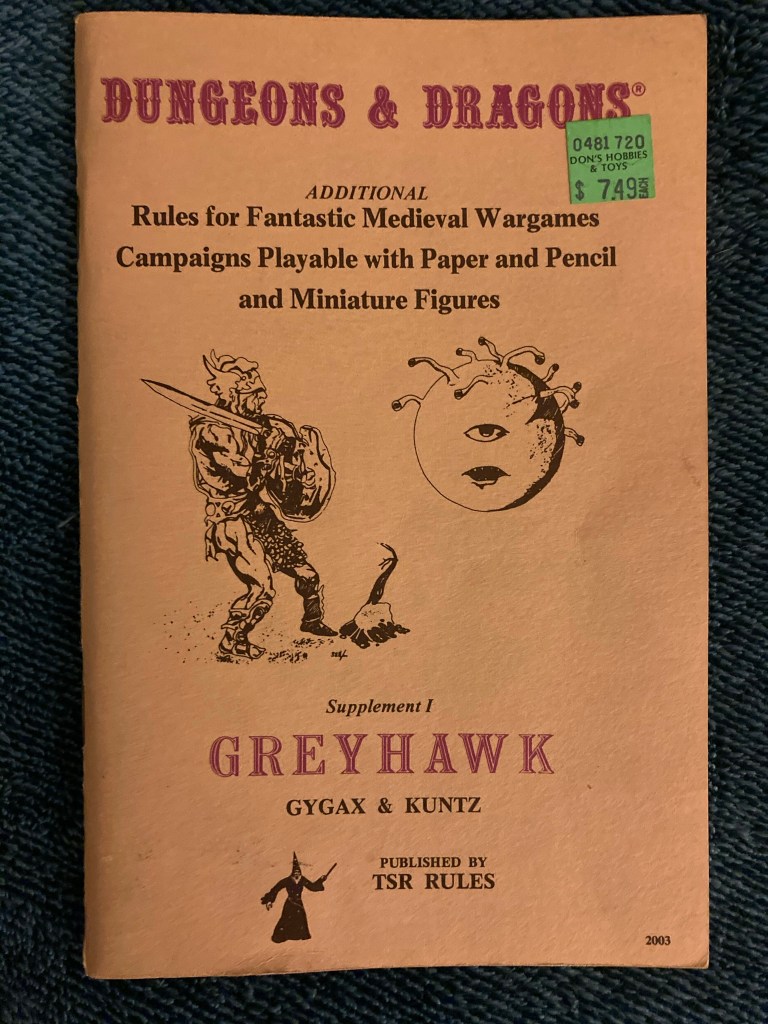 DUNGEONS & DRAGONS®
0481 720
DON'S HOBBIES
& TOYS
$ 7.49 EACH
ADDITIONAL
Rules for Fantastic Medieval Wargames
Campaigns Playable with Paper and Pencil
and Miniature Figures
Supplement I
GREYHAWK
GYGAX & KUNTZ
PUBLISHED BY
TSR RULES
2003